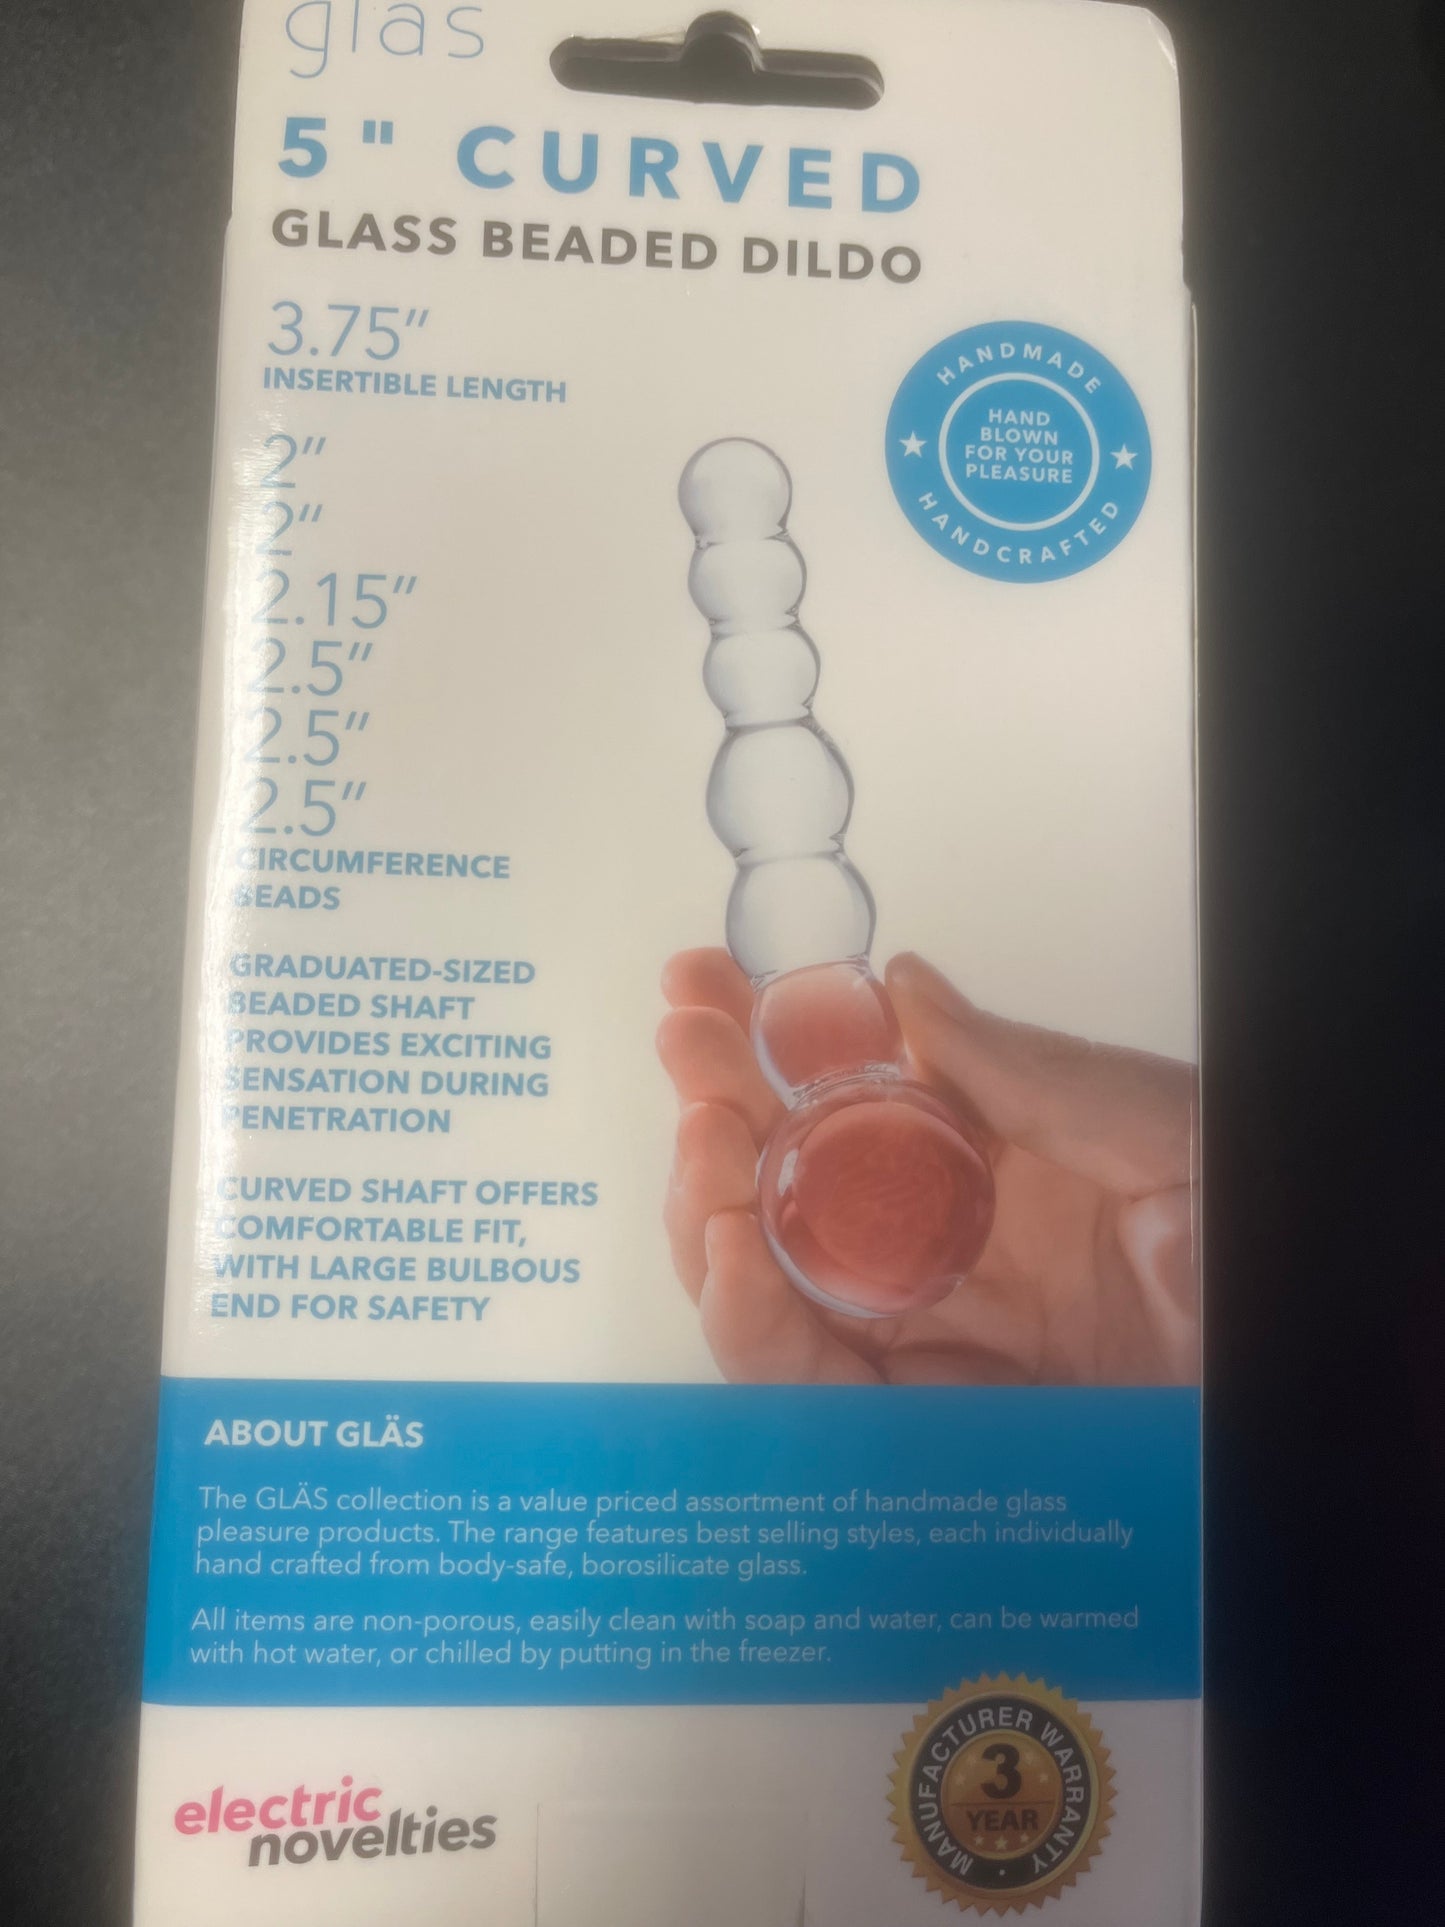 gläs
5" CURVED
GLASS BEADED DILDO
3.75"
INSERTIBLE LENGTH
2"
2"
2.15"
2.5"
2.5"
2.5"
CIRCUMFERENCE
BEADS
HANDMADE
HAND
BLOWN
FOR YOUR
PLEASURE
HANDCRAFTED
GRADUATED-SIZED
BEADED SHAFT
PROVIDES EXCITING
SENSATION DURING
PENETRATION
CURVED SHAFT OFFERS
COMFORTABLE FIT,
WITH LARGE BULBOUS
END FOR SAFETY
ABOUT GLÄS
The GLÄS collection is a value priced assortment of handmade glass
pleasure products. The range features best selling styles, each individually
hand crafted from body-safe, borosilicate glass.
All items are non-porous, easily clean with soap and water, can be warmed
with hot water, or chilled by putting in the freezer.
electric
novelties
MANUFACTURER WARRANTY
3
YEAR